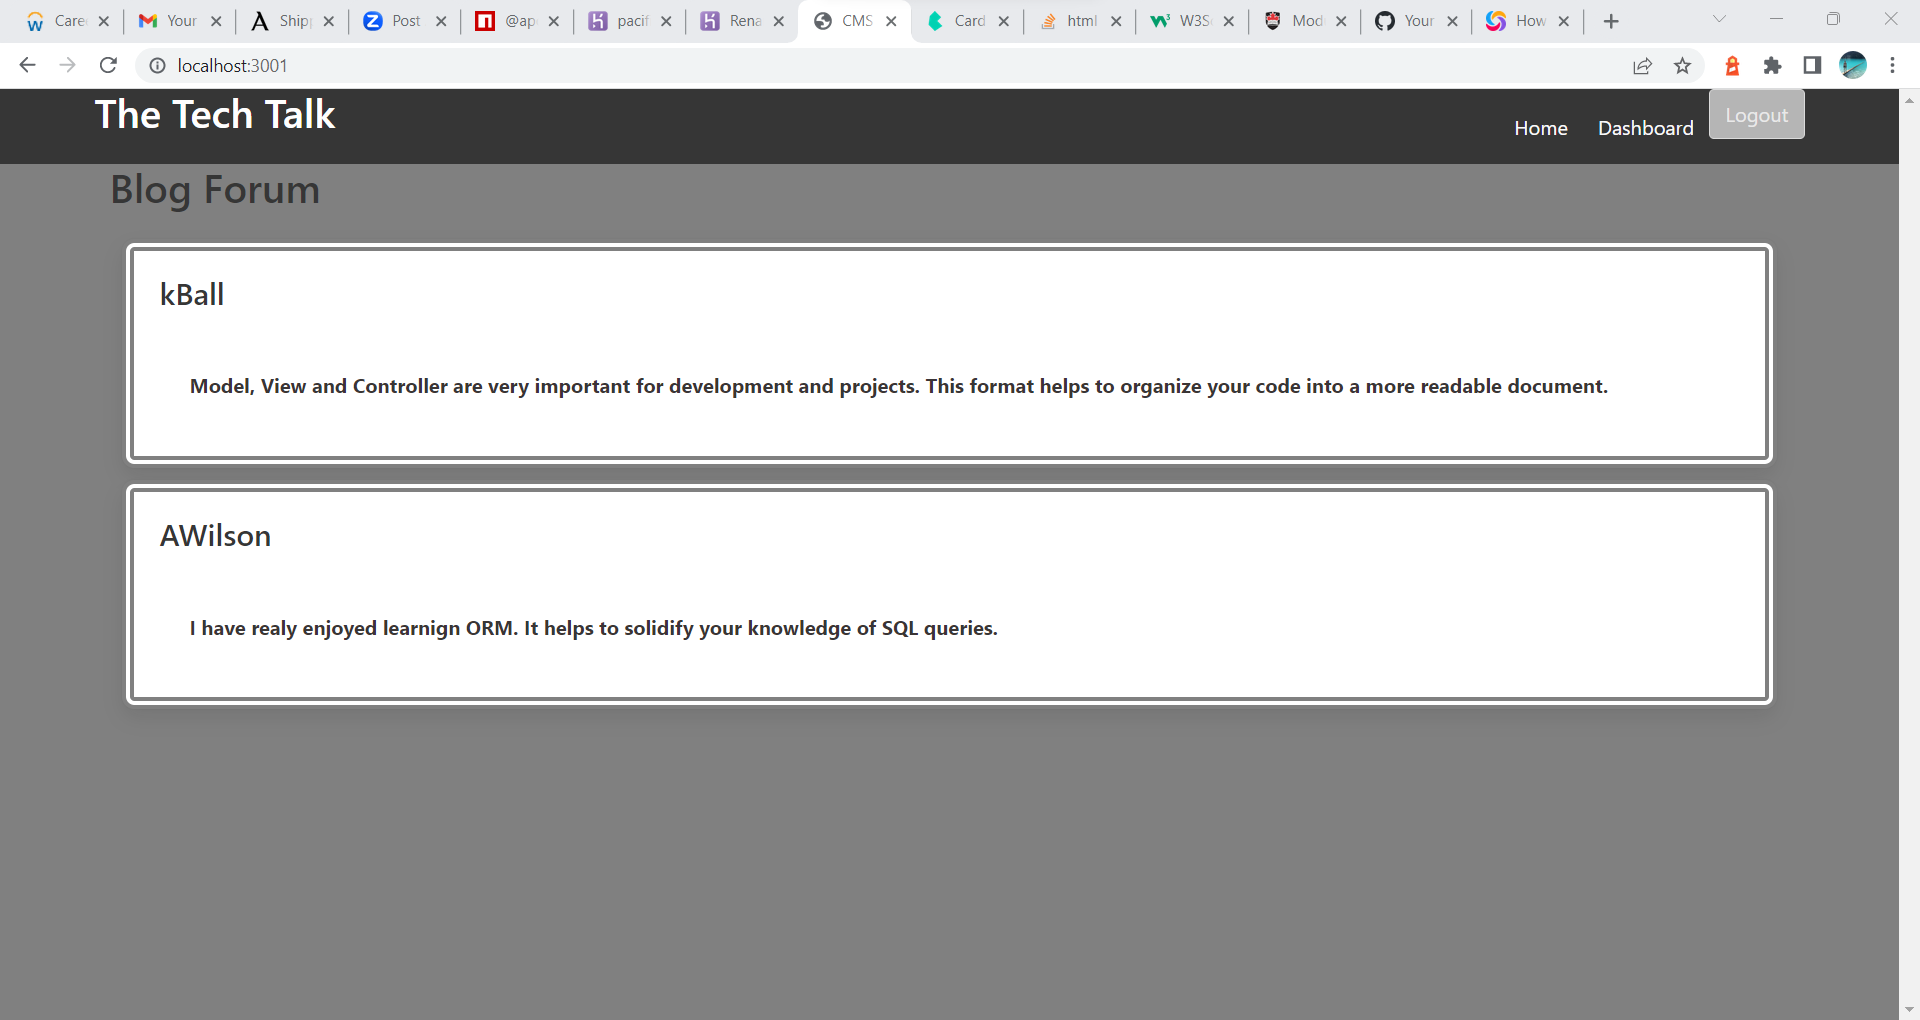 Care Your Ship Post @ap pacif Rena CMS Card html W3S Mod Your How
localhost:3001
The Tech Talk
Home Dashboard Logout
Blog Forum
kBall
Model, View and Controller are very important for development and projects. This format helps to organize your code into a more readable document.
AWilson
I have realy enjoyed learnign ORM. It helps to solidify your knowledge of SQL queries.